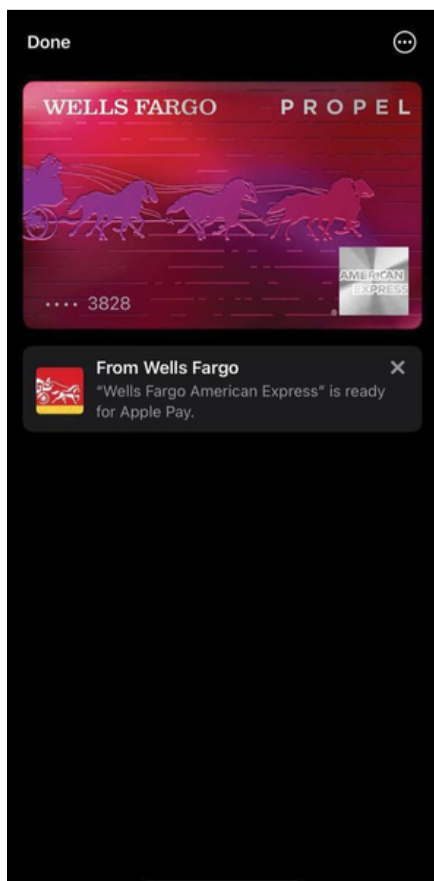 Done
WELLS FARGO PROPEL
AMERICAN
EXPRESS
•••• 3828
®
From Wells Fargo
“Wells Fargo American Express” is ready
for Apple Pay.